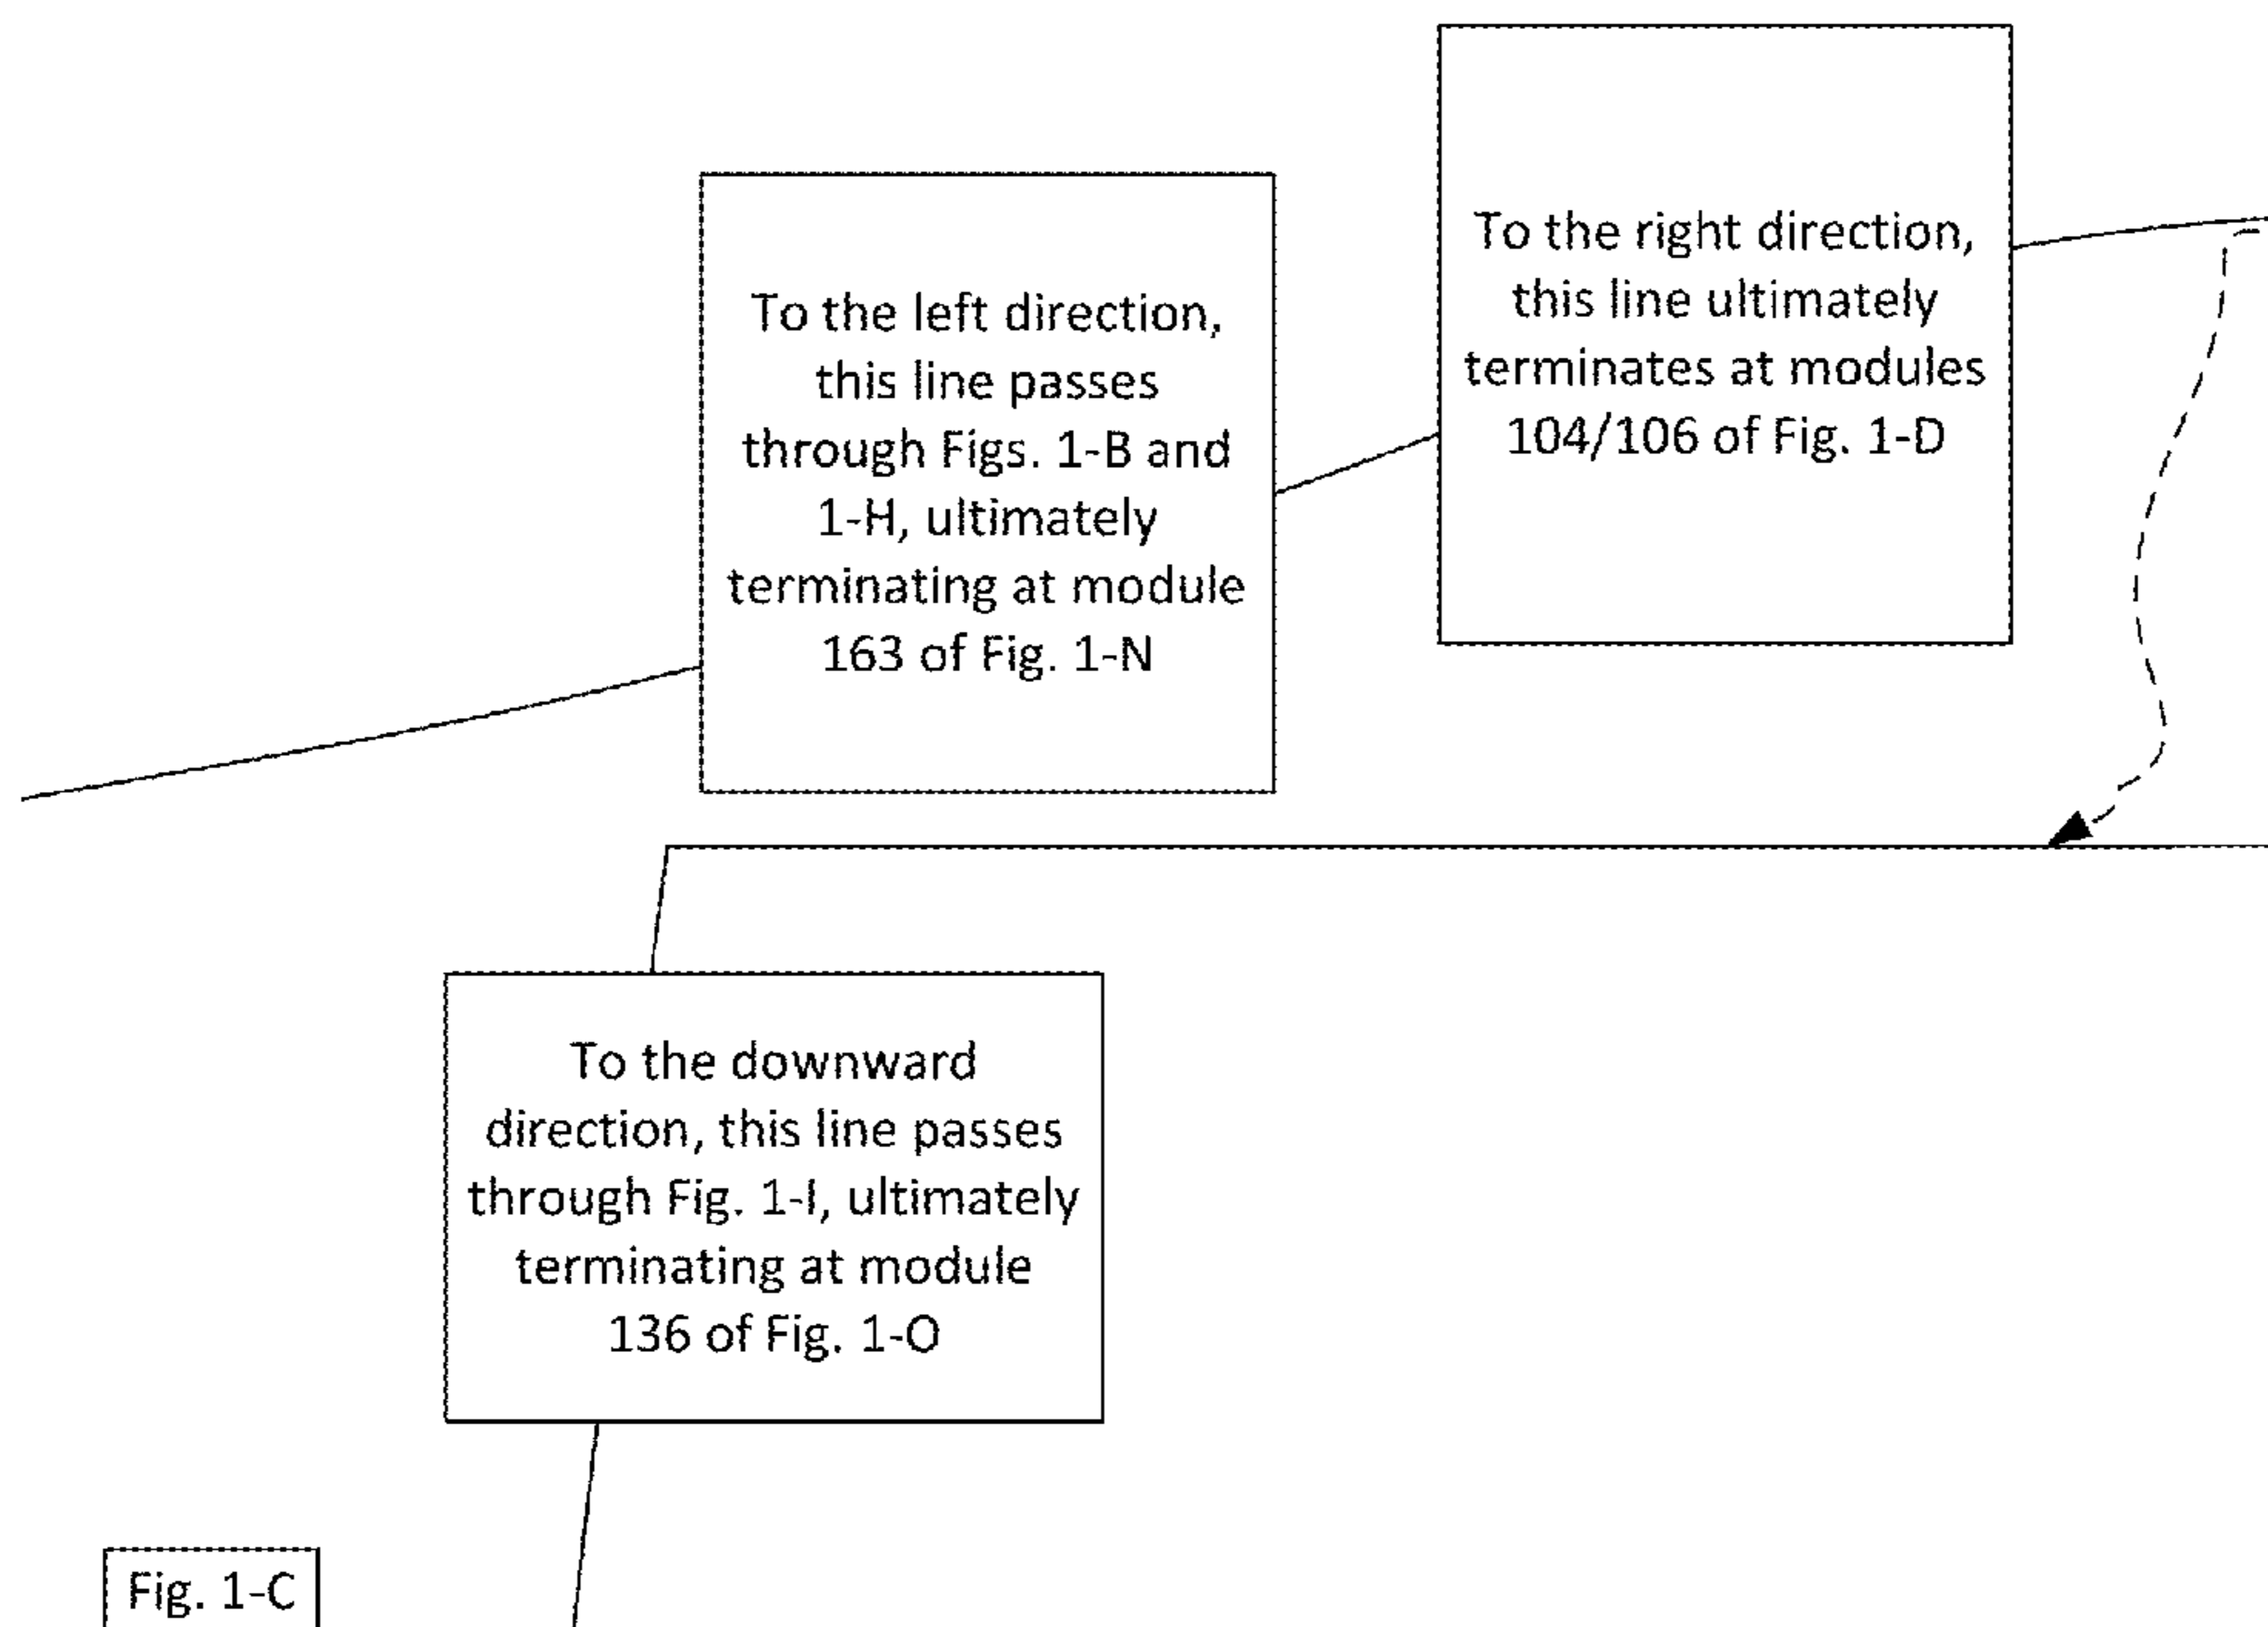 To the right direction,
this line ultimately
terminates at modules
104/106 of Fig. 1-D
To the left direction,
this line passes
through Figs. 1-B and
1-H, ultimately
terminating at module
163 of Fig. 1-N
To the downward
direction, this line passes
through Fig. 1-I, ultimately
terminating at module
136 of Fig. 1-O
Fig. 1-C